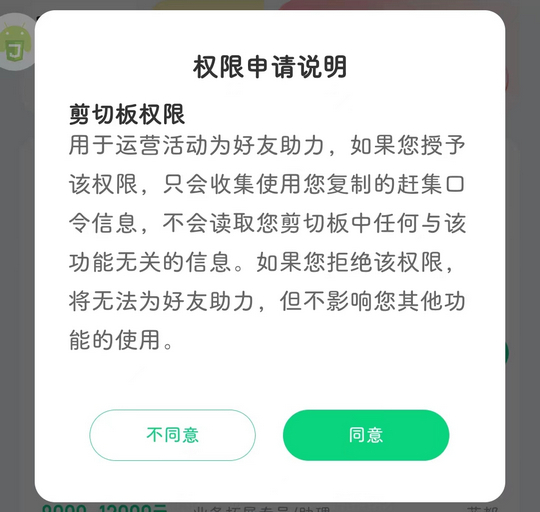 权限申请说明
剪切板权限
用于运营活动为好友助力，如果您授予
该权限，只会收集使用您复制的赶集口
令信息，不会读取您剪切板中任何与该
功能无关的信息。如果您拒绝该权限，
将无法为好友助力，但不影响您其他功
能的使用。
不同意
同意